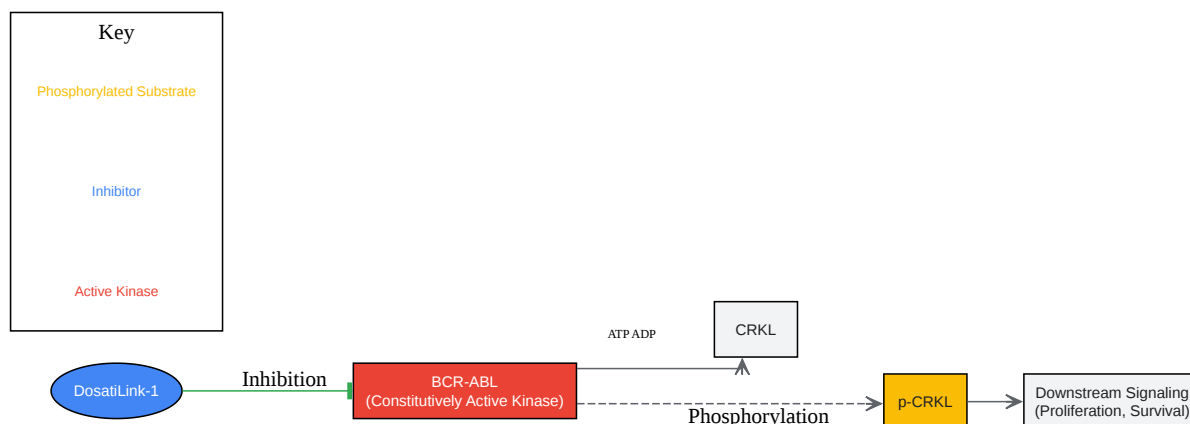 Key
Phosphorylated Substrate
Inhibitor
Active Kinase
ATP ADP
CRKL
DosatiLink-1
Inhibition
BCR-ABL
(Constitutively Active Kinase)
Phosphorylation
p-CRKL
Downstream Signaling
(Proliferation, Survival)